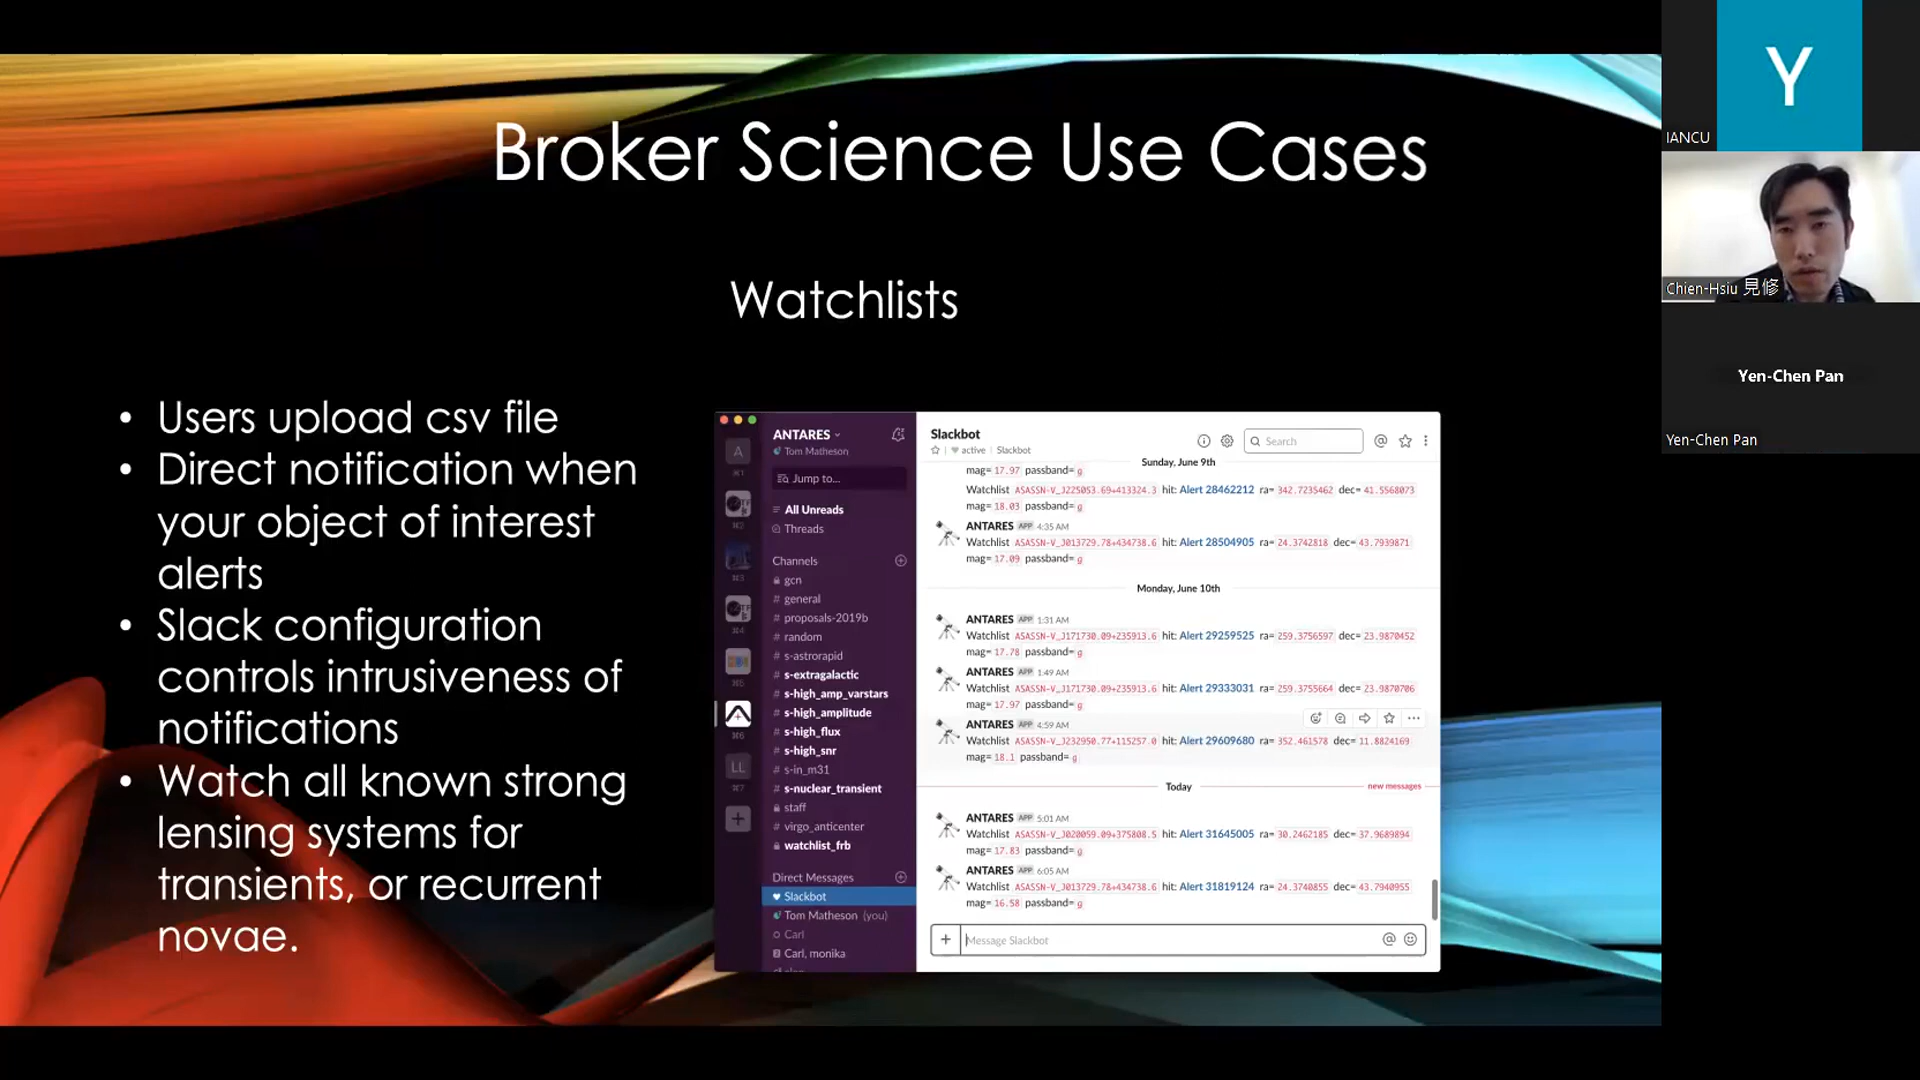 Broker Science Use Cases
Watchlists
• Users upload csv file
• Direct notification when
your object of interest
alerts
• Slack configuration
controls intrusiveness of
notifications
• Watch all known strong
lensing systems for
transients, or recurrent
novae.
ANTARES
Tom Matheson
Jump to...
All Unreads
Threads
Channels
gcn
# general
# proposals-2019b
# random
# s-astrorapid
# s-extragalactic
# s-high_amp_varstars
# s-high_amplitude
# s-high_flux
# s-high_snr
# s-in_m31
# s-nuclear_transient
staff
# virgo_anticenter
watchlist_frb
Direct Messages
Slackbot
Tom Matheson (you)
Carl
Carl, monika
A
LL
Slackbot
active | Slackbot
Search
Sunday, June 9th
mag= 17.97 passband= g
Watchlist ASASSN-V_J225053.69+413324.3 hit: Alert 28462212 ra= 342.7235462 dec= 41.5568073
mag= 18.03 passband= g
ANTARES APP 4:35 AM
Watchlist ASASSN-V_J013729.78+434738.6 hit: Alert 28504905 ra= 24.3742818 dec= 43.7939871
mag= 17.09 passband= g
Monday, June 10th
ANTARES APP 1:31 AM
Watchlist ASASSN-V_J171730.09+235913.6 hit: Alert 29259525 ra= 259.3756597 dec= 23.9870452
mag= 17.78 passband= g
ANTARES APP 1:49 AM
Watchlist ASASSN-V_J171730.09+235913.6 hit: Alert 29333031 ra= 259.3755664 dec= 23.9870706
mag= 17.97 passband= g
ANTARES APP 4:59 AM
Watchlist ASASSN-V_J232950.77+115257.0 hit: Alert 29609680 ra= 352.461578 dec= 11.8824169
mag= 18.1 passband= g
Today
new messages
ANTARES APP 5:01 AM
Watchlist ASASSN-V_J020059.09+375808.5 hit: Alert 31645005 ra= 30.2462185 dec= 37.9689894
mag= 17.83 passband= g
ANTARES APP 6:05 AM
Watchlist ASASSN-V_J013729.78+434738.6 hit: Alert 31819124 ra= 24.3740855 dec= 43.7940955
mag= 16.58 passband= g
Message Slackbot
Y
IANCU
Chien-Hsiu 見修
Yen-Chen Pan
Yen-Chen Pan